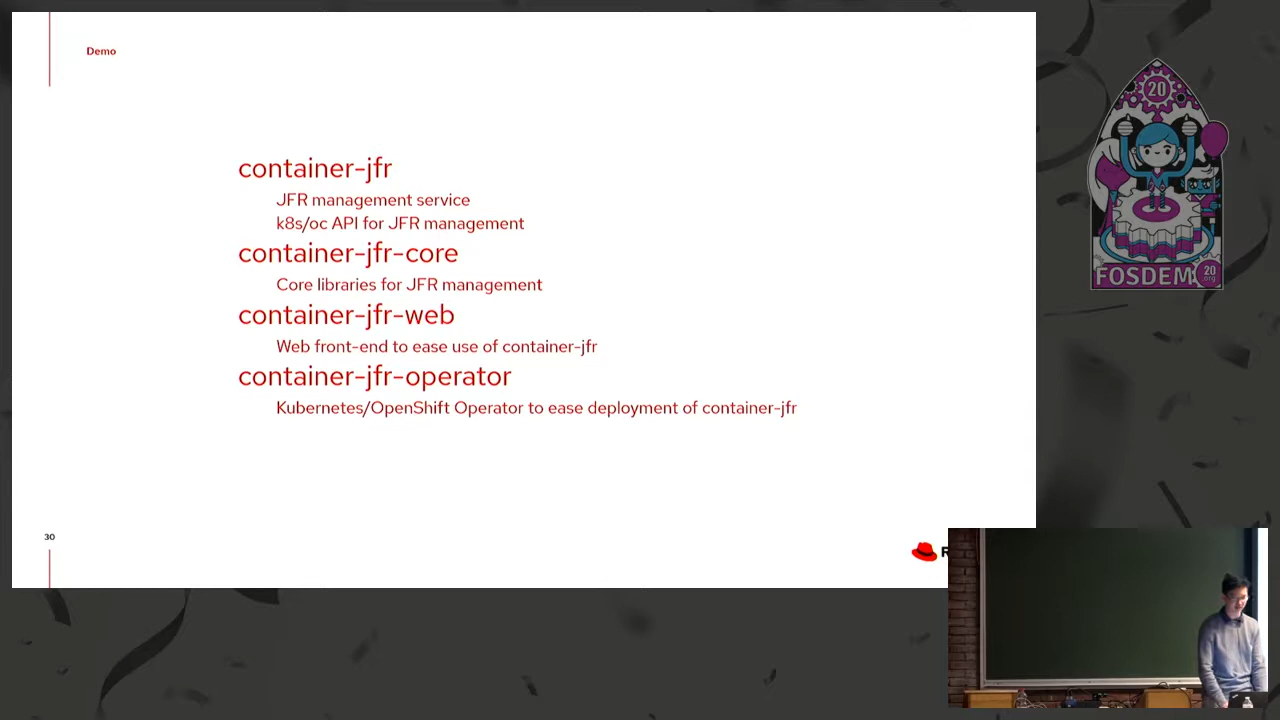 Demo
container-jfr
JFR management service
k8s/oc API for JFR management
container-jfr-core
Core libraries for JFR management
container-jfr-web
Web front-end to ease use of container-jfr
container-jfr-operator
Kubernetes/OpenShift Operator to ease deployment of container-jfr
30
20
FOSDEM
20
.org